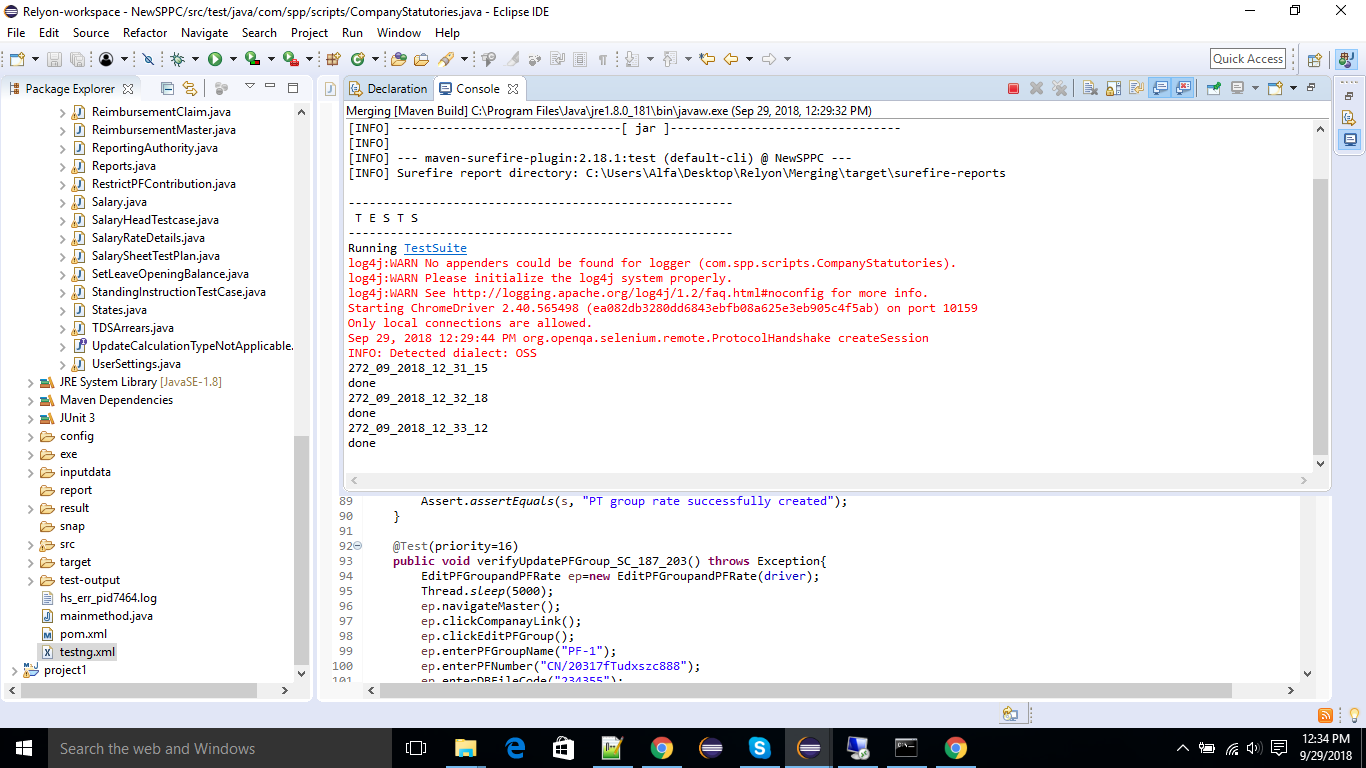 Relyon-workspace - NewSPPC/src/test/java/com/spp/scripts/CompanyStatutories.java - Eclipse IDE
File Edit Source Refactor Navigate Search Project Run Window Help
Quick Access
Package Explorer
ReimbursementClaim.java
ReimbursementMaster.java
ReportingAuthority.java
Reports.java
RestrictPFContribution.java
Salary.java
SalaryHeadTestcase.java
SalaryRateDetails.java
SalarySheetTestPlan.java
SetLeaveOpeningBalance.java
StandingInstructionTestCase.java
States.java
TDSArrears.java
UpdateCalculationTypeNotApplicable.
UserSettings.java
JRE System Library [JavaSE-1.8]
Maven Dependencies
JUnit 3
config
exe
inputdata
report
result
snap
src
target
test-output
hs_err_pid7464.log
mainmethod.java
pom.xml
testng.xml
project1
Declaration Console
Merging [Maven Build] C:\Program Files\Java\jre1.8.0_181\bin\javaw.exe (Sep 29, 2018, 12:29:32 PM)
[INFO] --------------------------------[ jar ]---------------------------------
[INFO]
[INFO] --- maven-surefire-plugin:2.18.1:test (default-cli) @ NewSPPC ---
[INFO] Surefire report directory: C:\Users\Alfa\Desktop\Relyon\Merging\target\surefire-reports
-------------------------------------------------------
T E S T S
-------------------------------------------------------
Running TestSuite
log4j:WARN No appenders could be found for logger (com.spp.scripts.CompanyStatutories).
log4j:WARN Please initialize the log4j system properly.
log4j:WARN See http://logging.apache.org/log4j/1.2/faq.html#noconfig for more info.
Starting ChromeDriver 2.40.565498 (ea082db3280dd6843ebfb08a625e3eb905c4f5ab) on port 10159
Only local connections are allowed.
Sep 29, 2018 12:29:44 PM org.openqa.selenium.remote.ProtocolHandshake createSession
INFO: Detected dialect: OSS
272_09_2018_12_31_15
done
272_09_2018_12_32_18
done
272_09_2018_12_33_12
done
89 Assert.assertEquals(s, "PT group rate successfully created");
90 }
91
92 @Test(priority=16)
93 public void verifyUpdatePFGroup_SC_187_203() throws Exception{
94 EditPFGroupandPFRate ep=new EditPFGroupandPFRate(driver);
95 Thread.sleep(5000);
96 ep.navigateMaster();
97 ep.clickCompanayLink();
98 ep.clickEditPFGroup();
99 ep.enterPFGroupName("PF-1");
100 ep.enterPFNumber("CN/20317fTudxszc888");
101 ep.enterDBFileCode("234355");
Search the web and Windows
12:34 PM
9/29/2018